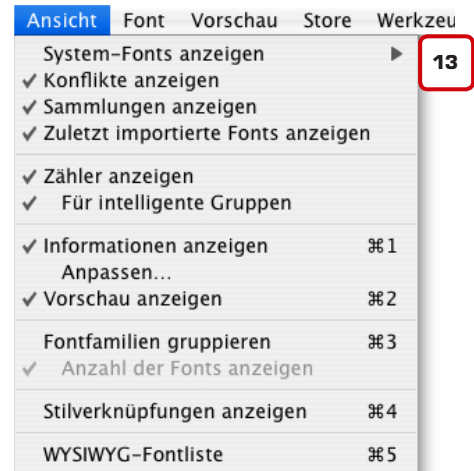 Ansicht Font Vorschau Store Werkzeu
System-Fonts anzeigen ▶ 13
✓ Konflikte anzeigen
✓ Sammlungen anzeigen
✓ Zuletzt importierte Fonts anzeigen
✓ Zähler anzeigen
✓ Für intelligente Gruppen
✓ Informationen anzeigen ⌘1
Anpassen...
✓ Vorschau anzeigen ⌘2
Fontfamilien gruppieren ⌘3
✓ Anzahl der Fonts anzeigen
Stilverknüpfungen anzeigen ⌘4
WYSIWYG-Fontliste ⌘5